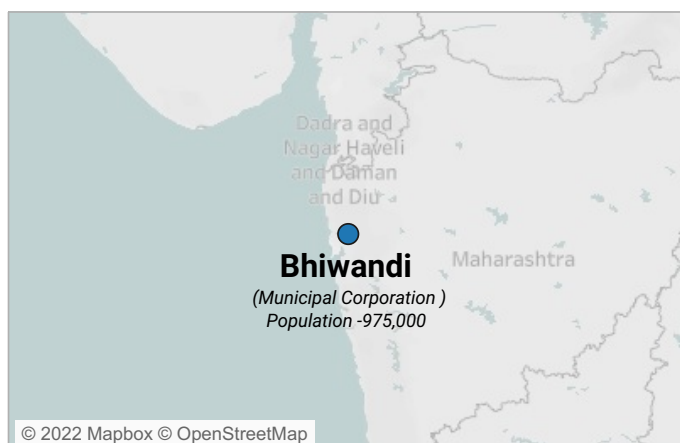 Dadra and
Nagar Haveli
and Daman
and Diu
Bhiwandi
Maharashtra
(Municipal Corporation )
Population -975,000
© 2022 Mapbox © OpenStreetMap